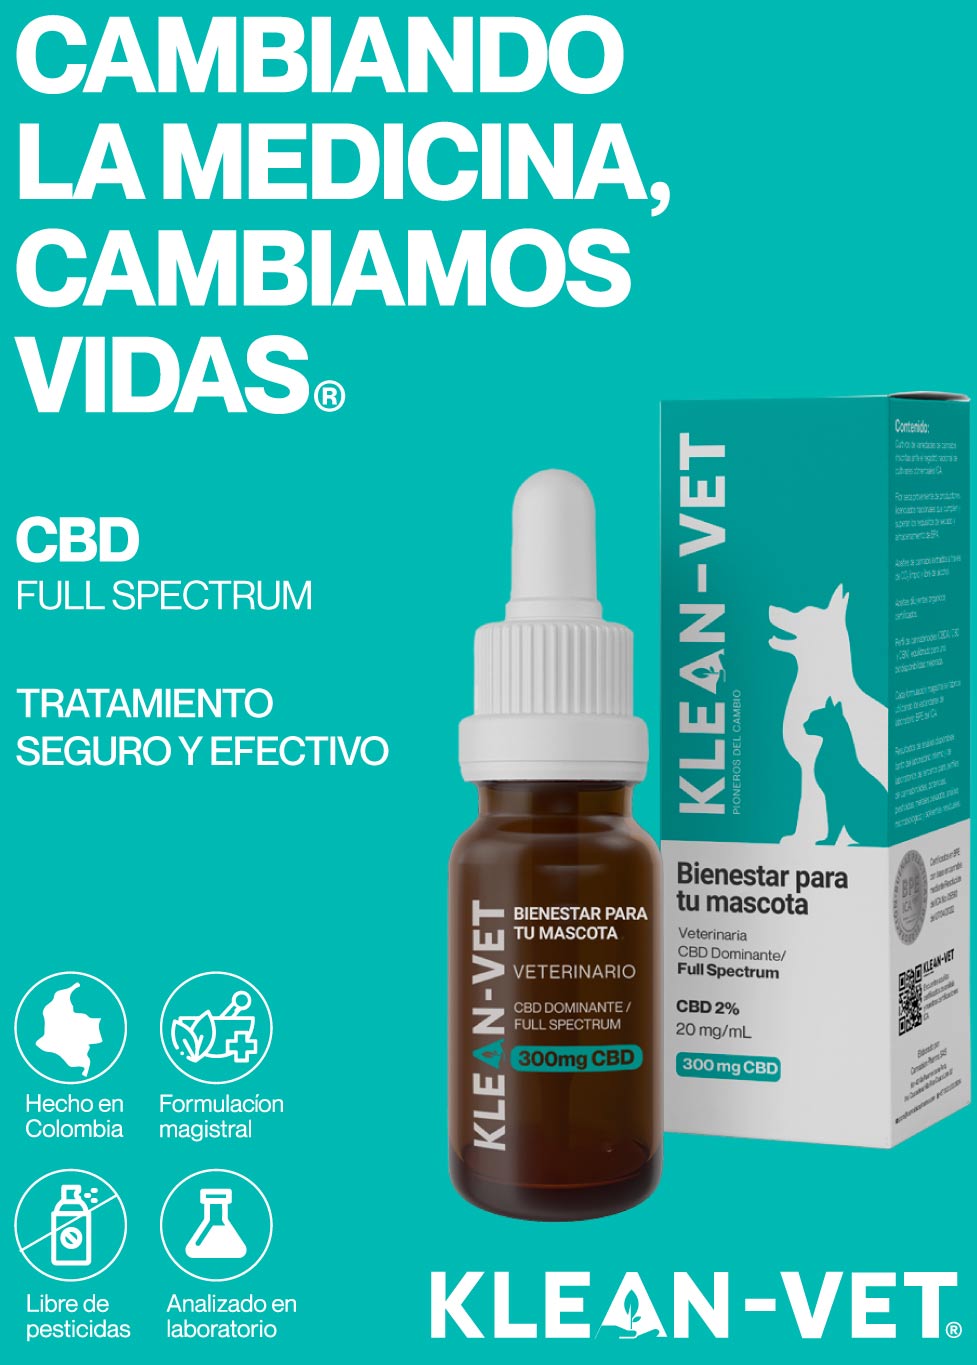 CAMBIANDO
LA MEDICINA,
CAMBIAMOS
VIDAS®
CBD
FULL SPECTRUM
TRATAMIENTO
SEGURO Y EFECTIVO
KLEAN-VET
BIENESTAR PARA
TU MASCOTA
VETERINARIO
CBD DOMINANTE /
FULL SPECTRUM
300mg CBD
KLEAN-VET
PIONEROS DEL CAMBIO
Bienestar para
tu mascota
Veterinaria
CBD Dominante/
Full Spectrum
CBD 2%
20 mg/mL
300 mg CBD
Contenido:
KLEAN-VET
Hecho en
Colombia
Formulacíon
magistral
Libre de
pesticidas
Analizado en
laboratorio
KLEAN-VET®